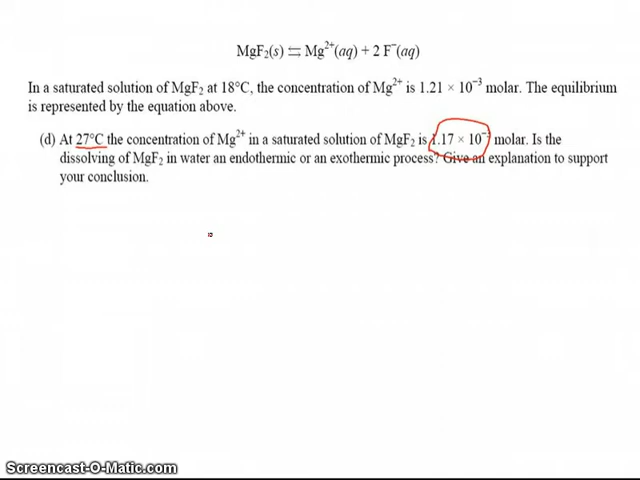 MgF₂(s) ⇆ Mg²⁺(aq) + 2 F⁻(aq)
In a saturated solution of MgF₂ at 18°C, the concentration of Mg²⁺ is 1.21 × 10⁻³ molar. The equilibrium
is represented by the equation above.
(d) At 27°C the concentration of Mg²⁺ in a saturated solution of MgF₂ is 1.17 × 10⁻ molar. Is the
dissolving of MgF₂ in water an endothermic or an exothermic process? Give an explanation to support
your conclusion.
Screencast-O-Matic.com